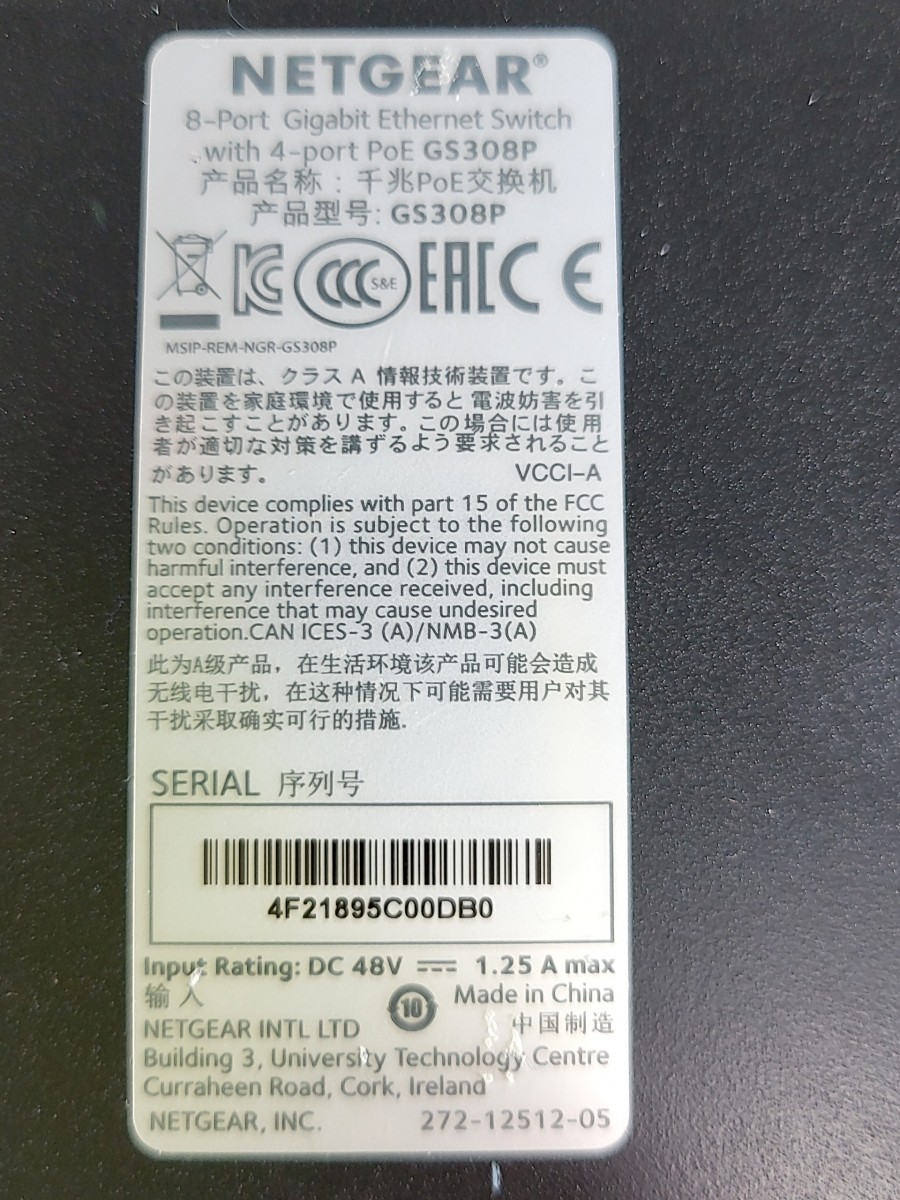 NETGEAR®
8-Port Gigabit Ethernet Switch
with 4-port PoE GS308P
产品名称：千兆PoE交换机
产品型号: GS308P
KC CCC S&E EAC CE
MSIP-REM-NGR-GS308P
この装置は、クラス A 情報技術装置です。こ
の装置を家庭環境で使用すると 電波妨害を引
き起こすことがあります。この場合には使用
者が適切な対策を講ずるよう要求されること
があります。 VCCI-A
This device complies with part 15 of the FCC
Rules. Operation is subject to the following
two conditions: (1) this device may not cause
harmful interference, and (2) this device must
accept any interference received, including
interference that may cause undesired
operation.CAN ICES-3 (A)/NMB-3(A)
此为A级产品，在生活环境该产品可能会造成
无线电干扰，在这种情况下可能需要用户对其
干扰采取确实可行的措施.
SERIAL 序列号
4F21895C00DB0
Input Rating: DC 48V ⎓ 1.25 A max
输入 10 Made in China
NETGEAR INTL LTD 中国制造
Building 3, University Technology Centre
Curraheen Road, Cork, Ireland
NETGEAR, INC. 272-12512-05